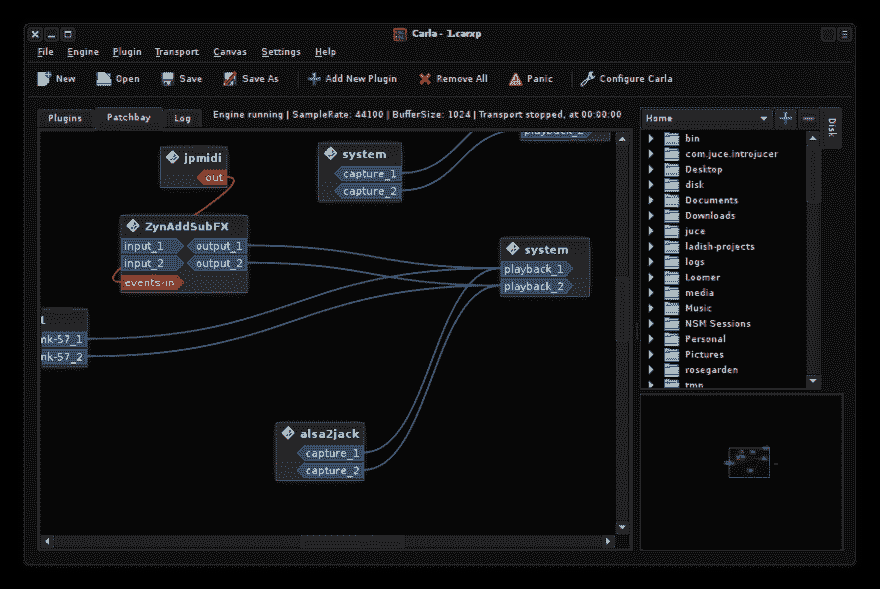 Carla - 1.carxp
File Engine Plugin Transport Canvas Settings Help
New Open Save Save As Add New Plugin Remove All Panic Configure Carla
Plugins Patchbay Log Engine running | SampleRate: 44100 | BufferSize: 1024 | Transport stopped, at 00:00:00
Home
Disk
jpmidi
out
system
capture_1
capture_2
playback_2
ZynAddSubFX
input_1 output_1
input_2 output_2
events-in
system
playback_1
playback_2
nk-57_1
nk-57_2
alsa2jack
capture_1
capture_2
bin
com.juce.introjucer
Desktop
disk
Documents
Downloads
juce
ladish-projects
logs
Loomer
media
Music
NSM Sessions
Personal
Pictures
rosegarden
tmp